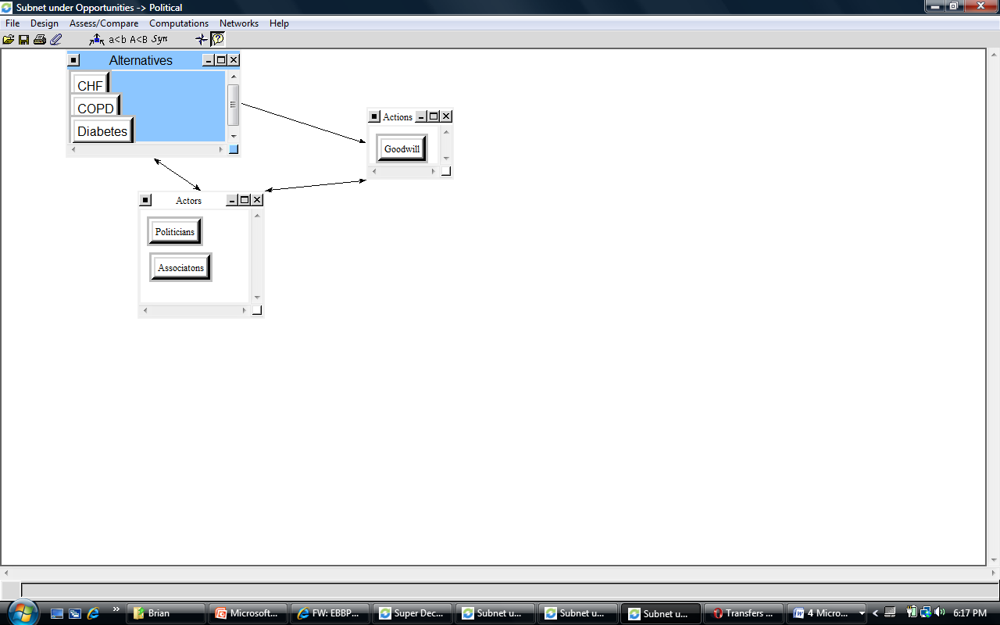 Subnet under Opportunities -> Political
File Design Assess/Compare Computations Networks Help
a<b A<B Syn
Alternatives
CHF
COPD
Diabetes
Actions
Goodwill
Actors
Politicians
Associatons
Brian Microsoft... FW: EBBP... Super Dec... Subnet u... Subnet u... Subnet u... Transfers ... 4 Micro... 6:17 PM